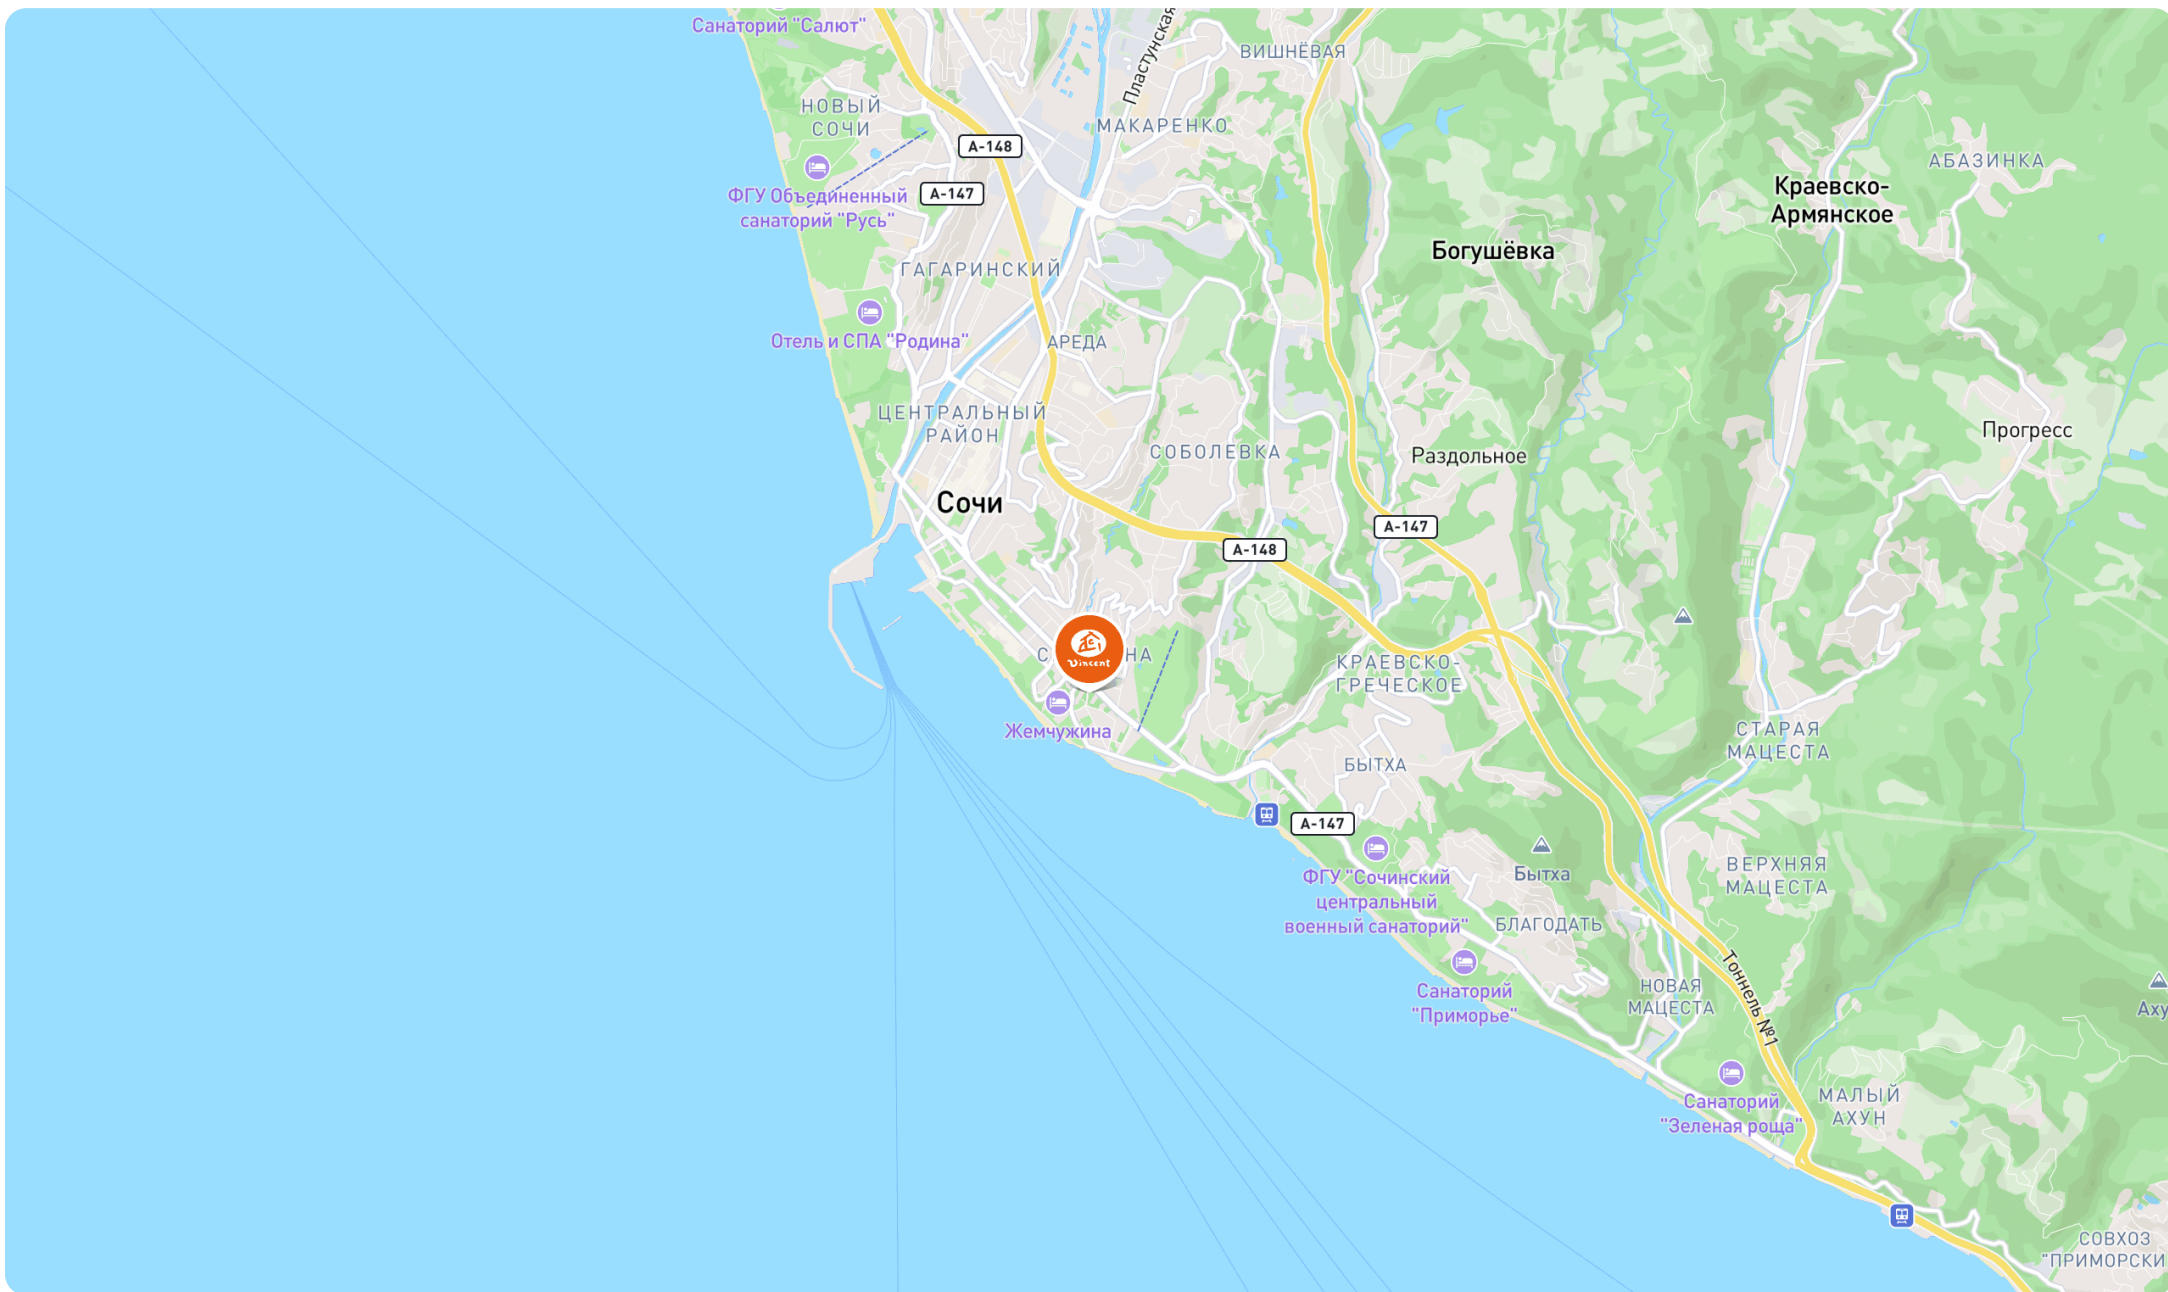 Санаторий "Салют"
Пластунская
ВИШНЁВАЯ
НОВЫЙ
СОЧИ
МАКАРЕНКО
А-148
АБАЗИНКА
ФГУ Объединенный
санаторий "Русь"
А-147
Краевско-
Армянское
Богушёвка
ГАГАРИНСКИЙ
Отель и СПА "Родина"
АРЕДА
ЦЕНТРАЛЬНЫЙ
РАЙОН
СОБОЛЕВКА
Раздольное
Прогресс
Сочи
А-147
А-148
Vincent
КРАЕВСКО-
ГРЕЧЕСКОЕ
Жемчужина
СТАРАЯ
МАЦЕСТА
БЫТХА
А-147
ФГУ "Сочинский
центральный
военный санаторий"
Бытха
ВЕРХНЯЯ
МАЦЕСТА
БЛАГОДАТЬ
Санаторий
"Приморье"
НОВАЯ
МАЦЕСТА
Тоннель №1
Аху
Санаторий
"Зеленая роща"
МАЛЫЙ
АХУН
СОВХОЗ
"ПРИМОРСКИ